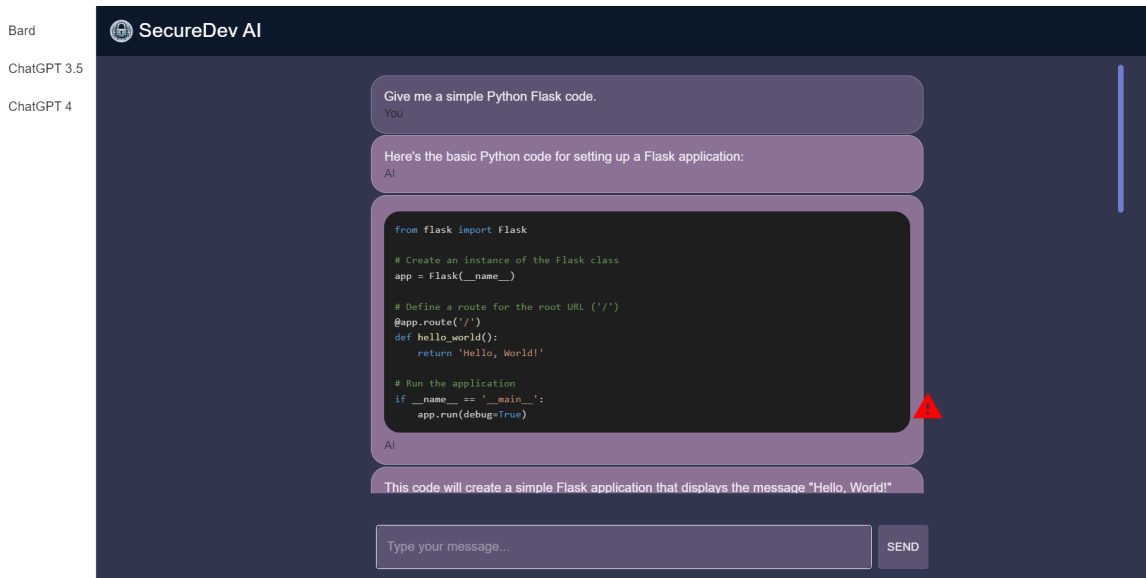 Bard
ChatGPT 3.5
ChatGPT 4
SecureDev AI
Give me a simple Python Flask code.
You
Here's the basic Python code for setting up a Flask application:
AI
from flask import Flask
# Create an instance of the Flask class
app = Flask(__name__)
# Define a route for the root URL ('/')
@app.route('/')
def hello_world():
    return 'Hello, World!'
# Run the application
if __name__ == '__main__':
    app.run(debug=True)
AI
This code will create a simple Flask application that displays the message "Hello, World!"
Type your message...
SEND